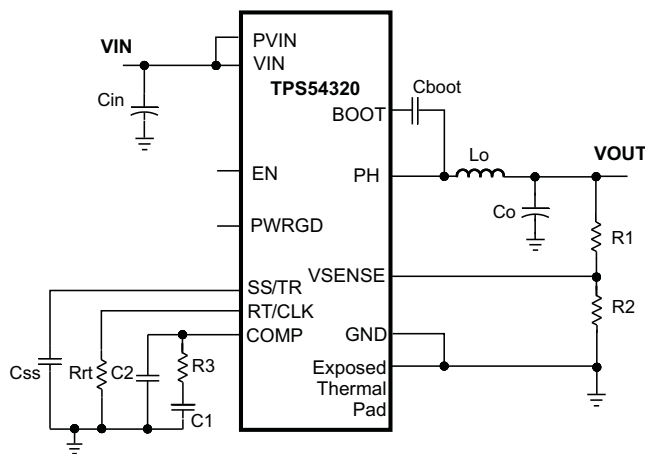 VIN
PVIN
VIN
TPS54320
Cin
BOOT
Cboot
EN
PH
Lo
VOUT
Co
R1
PWRGD
SS/TR
VSENSE
RT/CLK
R2
COMP
GND
Css
Rrt
C2
R3
C1
Exposed
Thermal
Pad